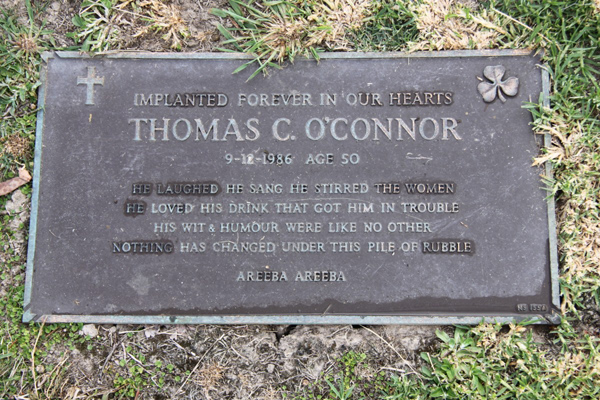 IMPLANTED FOREVER IN OUR HEARTS
THOMAS C. O'CONNOR
9-12-1986 AGE 50
HE LAUGHED HE SANG HE STIRRED THE WOMEN
HE LOVED HIS DRINK THAT GOT HIM IN TROUBLE
HIS WIT & HUMOUR WERE LIKE NO OTHER
NOTHING HAS CHANGED UNDER THIS PILE OF RUBBLE
AREEBA AREEBA